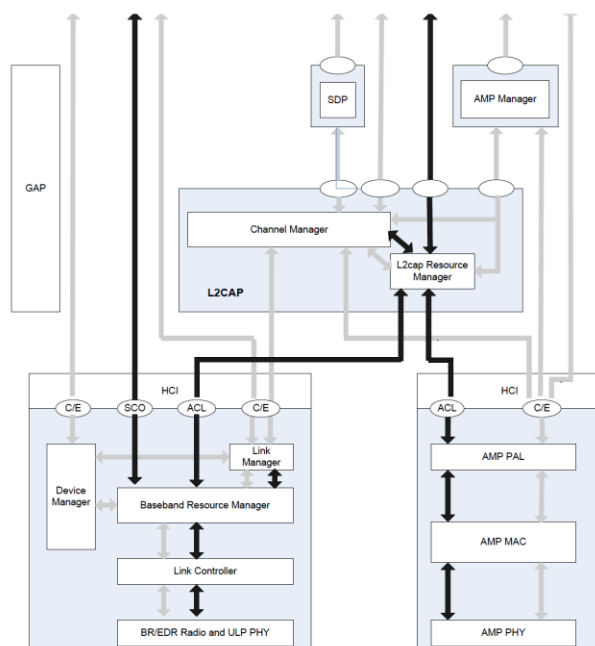 SDP
AMP Manager
GAP
Channel Manager
L2cap Resource
Manager
L2CAP
HCI
HCI
C/E
SCO
ACL
C/E
ACL
C/E
Link
Manager
AMP PAL
Device
Manager
Baseband Resource Manager
AMP MAC
Link Controller
BR/EDR Radio and ULP PHY
AMP PHY